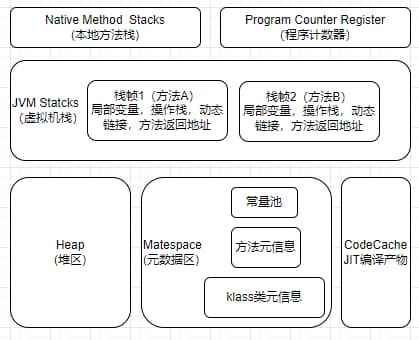 Native Method Stacks
(本地方法栈)
Program Counter Register
(程序计数器)
JVM Statcks
(虚拟机栈)
栈帧1（方法A）
局部变量，操作栈，动态
链接，方法返回地址
栈帧2（方法B）
局部变量，操作栈，动态
链接，方法返回地址
Heap
(堆区)
Matespace
(元数据区)
常量池
方法元信息
klass类元信息
CodeCache
JIT编译产物